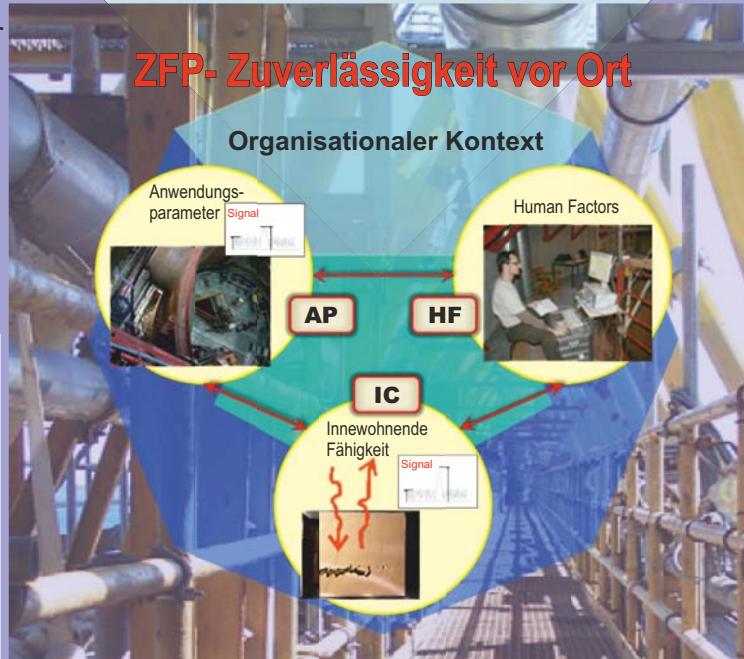 ZFP- Zuverlässigkeit vor Ort
Organisationaler Kontext
Anwendungs-
parameter
Signal
Human Factors
AP
HF
IC
Innewohnende
Fähigkeit
Signal